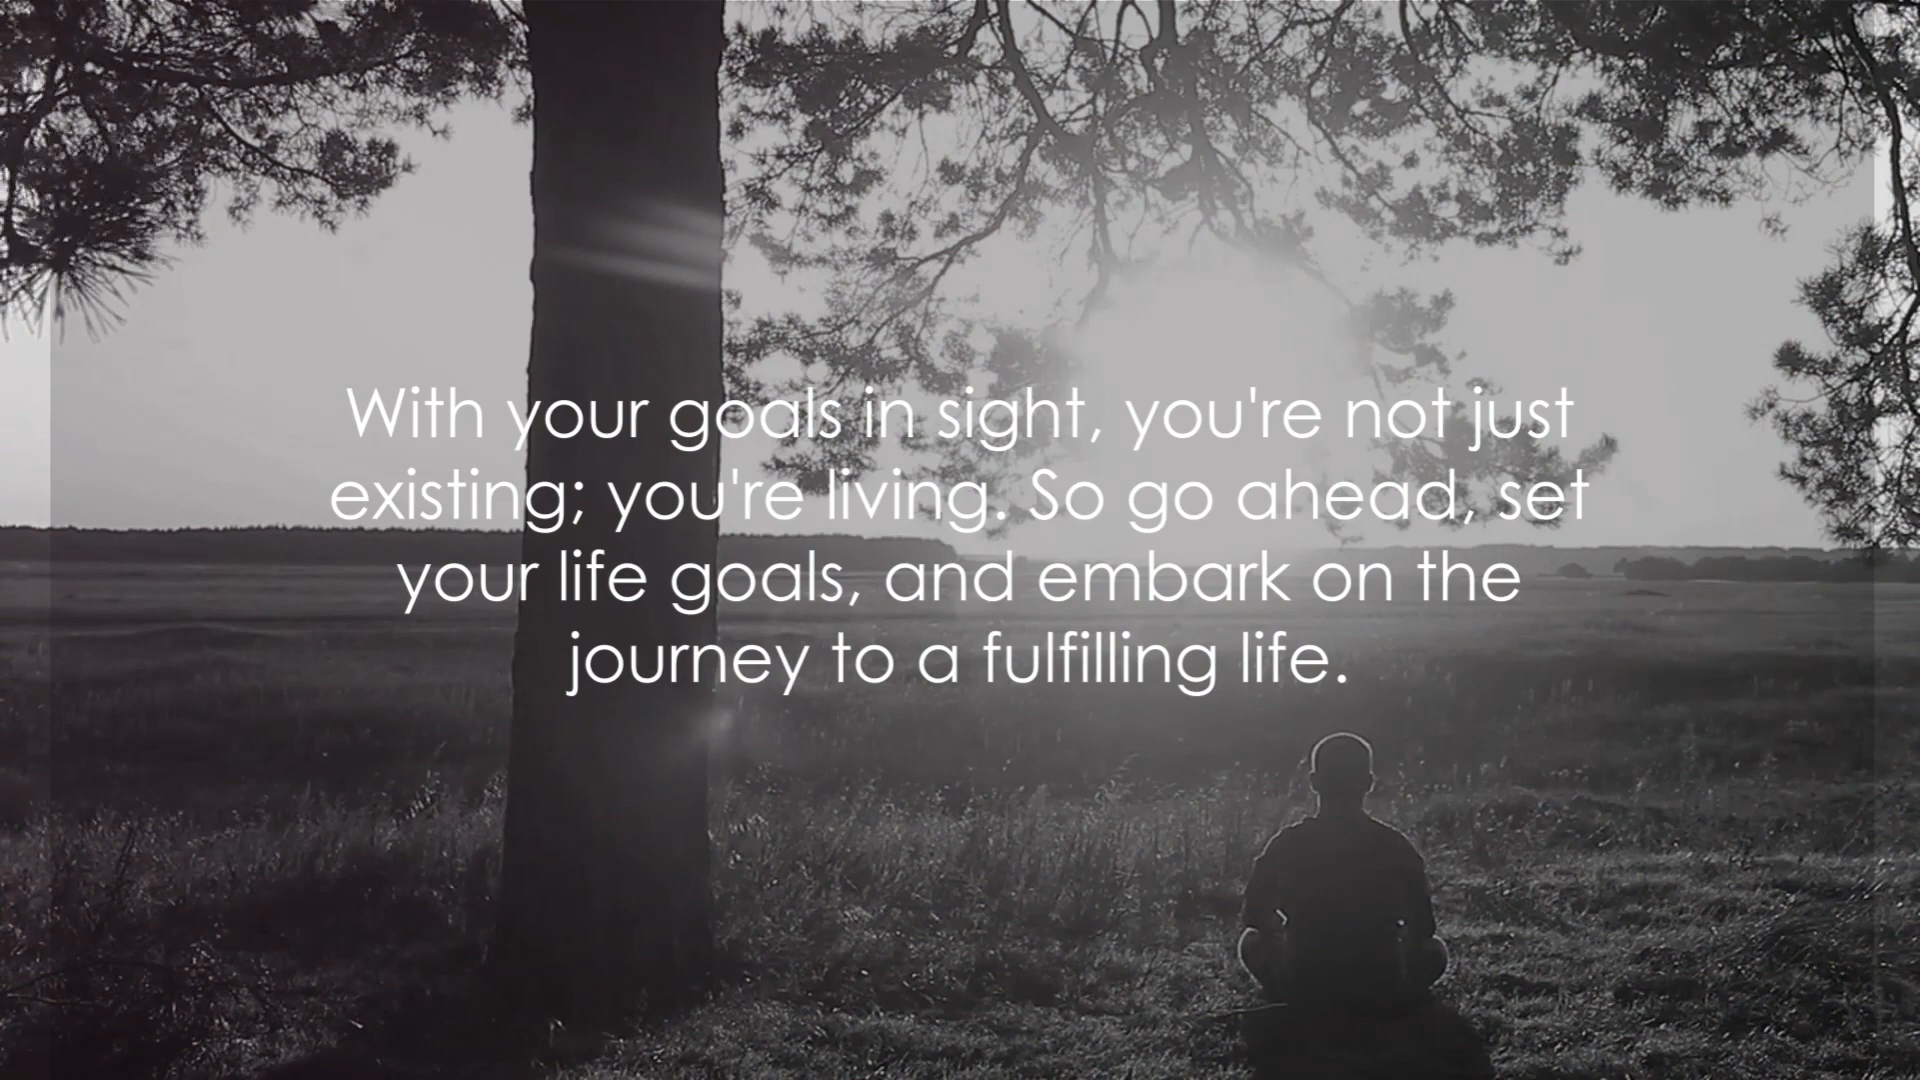 With your goals in sight, you're not just
existing; you're living. So go ahead, set
your life goals, and embark on the
journey to a fulfilling life.